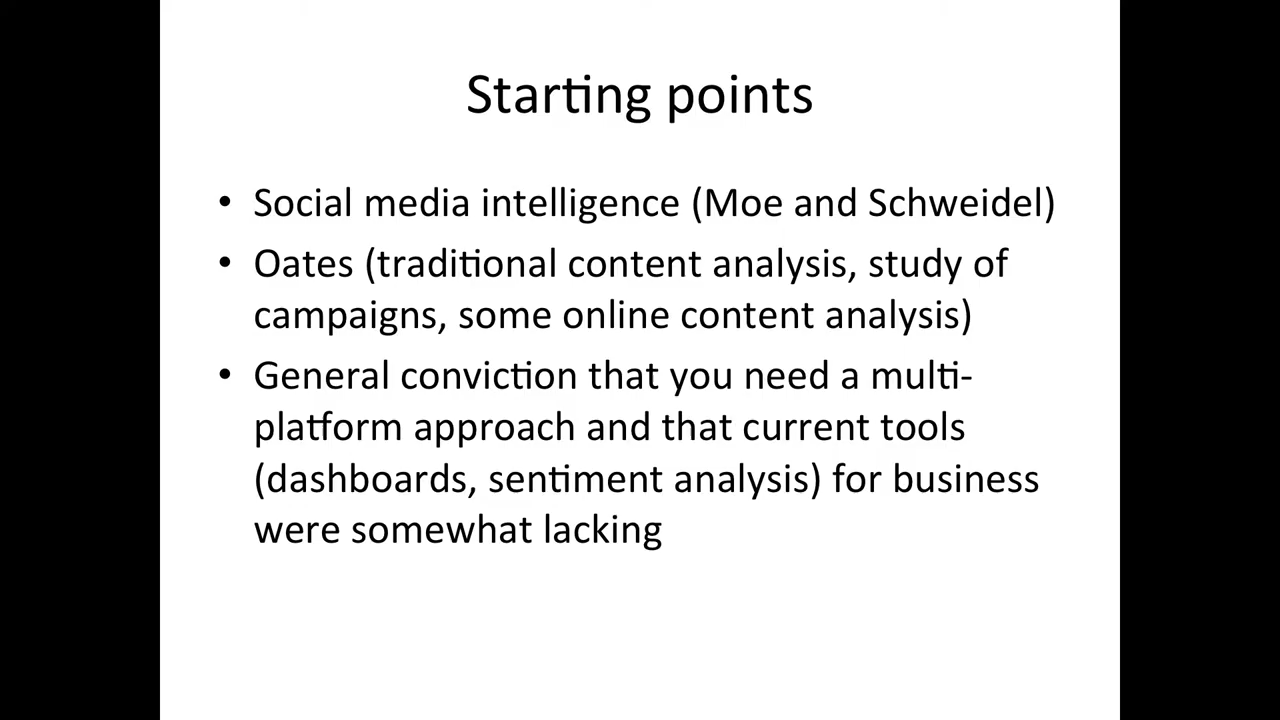 Starting points
• Social media intelligence (Moe and Schweidel)
• Oates (traditional content analysis, study of
campaigns, some online content analysis)
• General conviction that you need a multi-
platform approach and that current tools
(dashboards, sentiment analysis) for business
were somewhat lacking